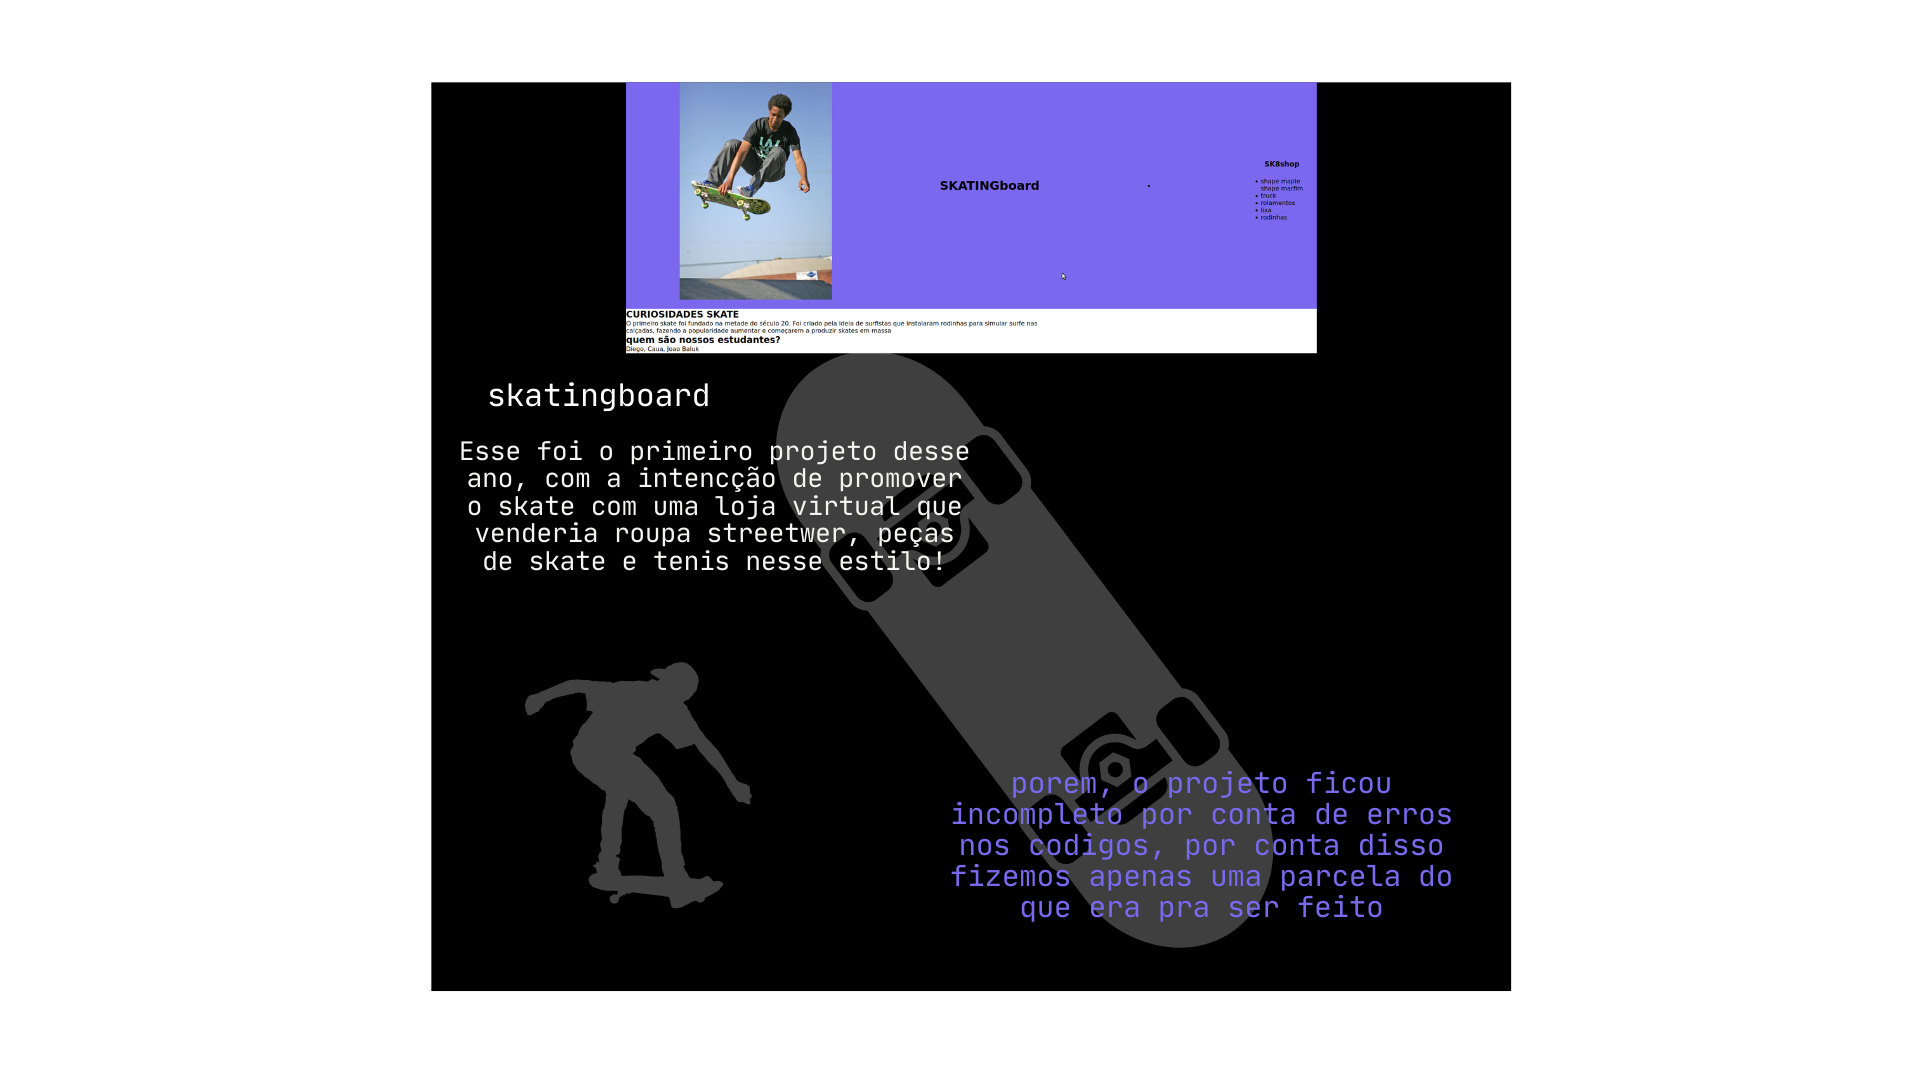 SKATINGboard
SK8shop
shape maple
shape marfim
truck
rolamentos
lixa
rodinhas
CURIOSIDADES SKATE
O primeiro skate foi fundado na metade do século 20. Foi criado pela ideia de surfistas que instalaram rodinhas para simular surfe nas
calçadas, fazendo a popularidade aumentar e começarem a produzir skates em massa
quem são nossos estudantes?
Diego, Caua, Joao Baluk
skatingboard
Esse foi o primeiro projeto desse
ano, com a intencção de promover
o skate com uma loja virtual que
venderia roupa streetwer, peças
de skate e tenis nesse estilo!
porem, o projeto ficou
incompleto por conta de erros
nos codigos, por conta disso
fizemos apenas uma parcela do
que era pra ser feito